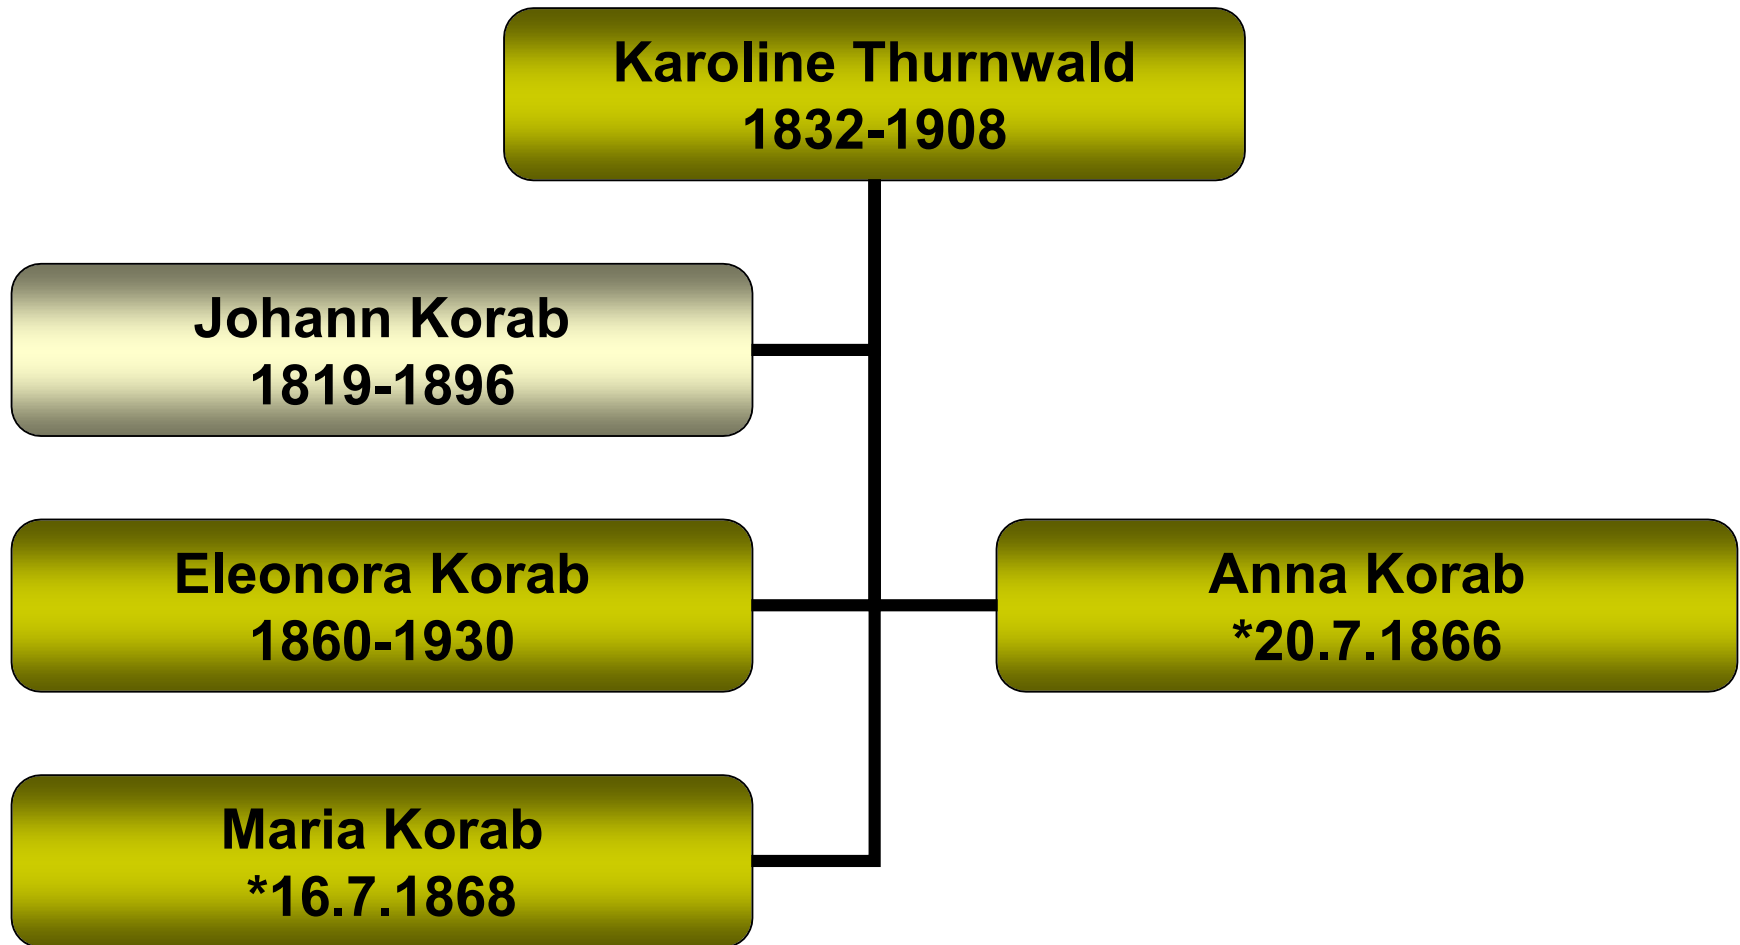 Karoline Thurnwald
1832-1908
Johann Korab
1819-1896
Eleonora Korab
1860-1930
Anna Korab
*20.7.1866
Maria Korab
*16.7.1868